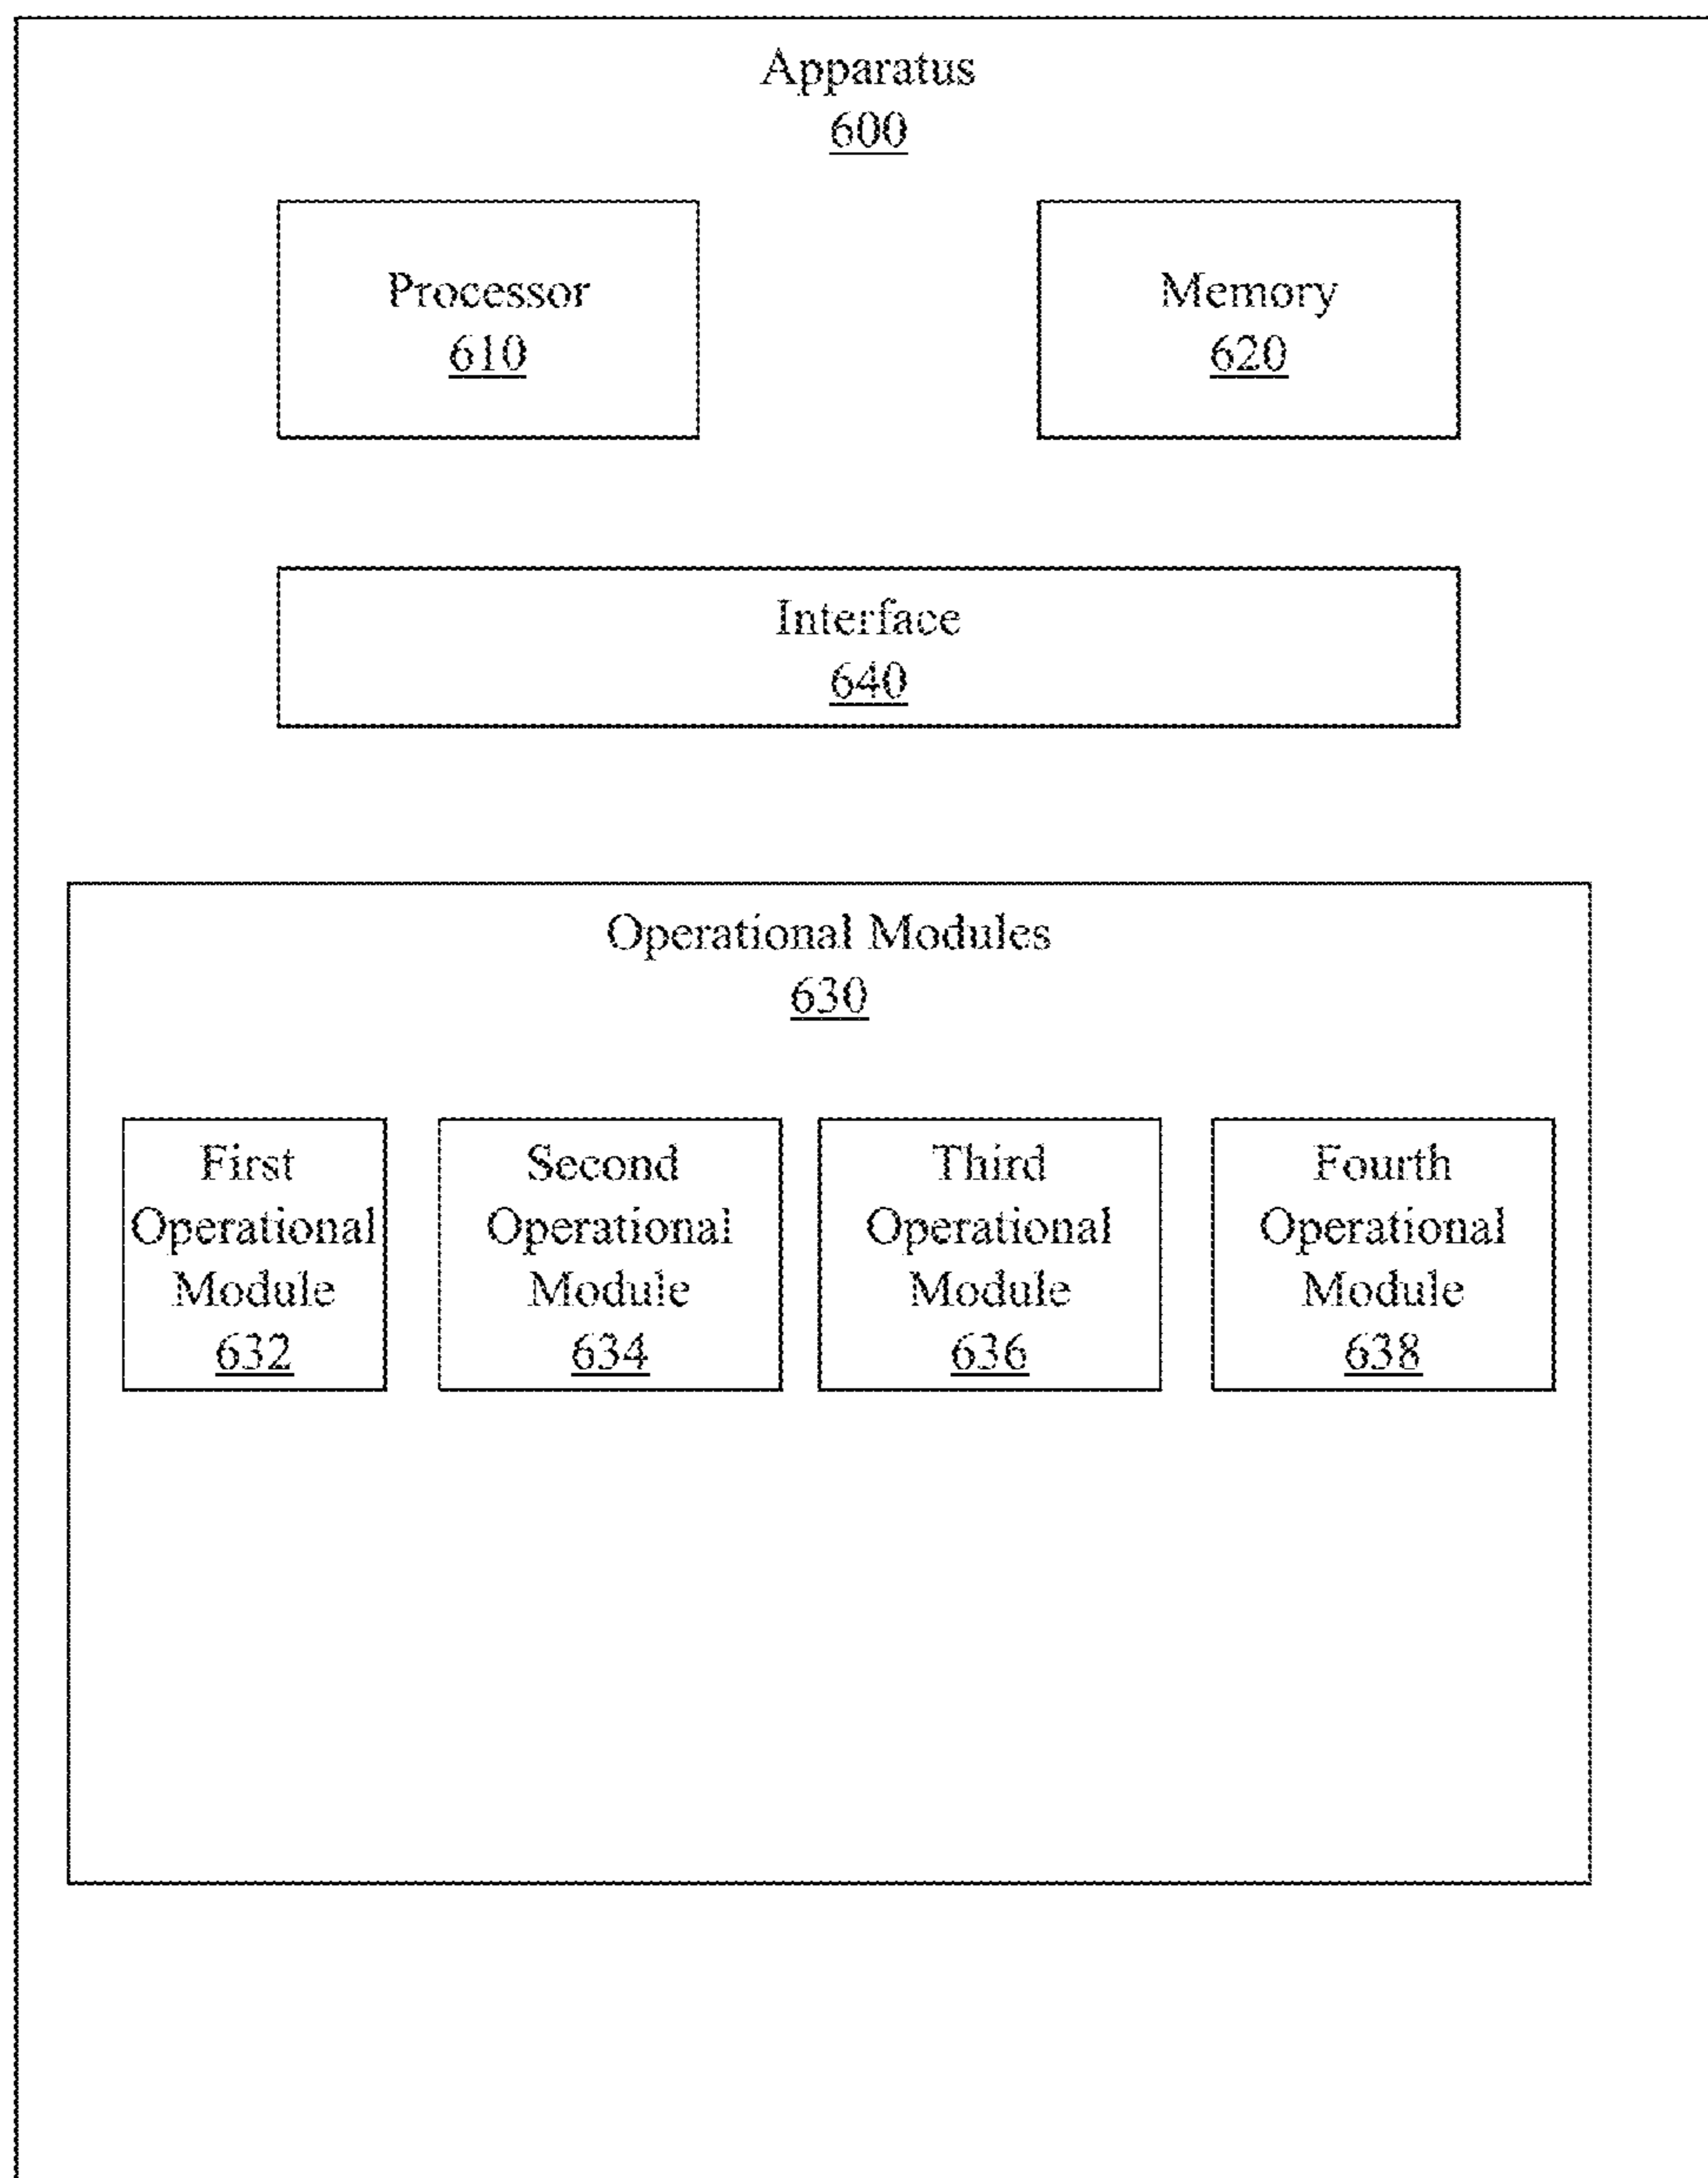 Apparatus
600
Processor
610
Memory
620
Interface
640
Operational Modules
630
First
Operational
Module
632
Second
Operational
Module
634
Third
Operational
Module
636
Fourth
Operational
Module
638